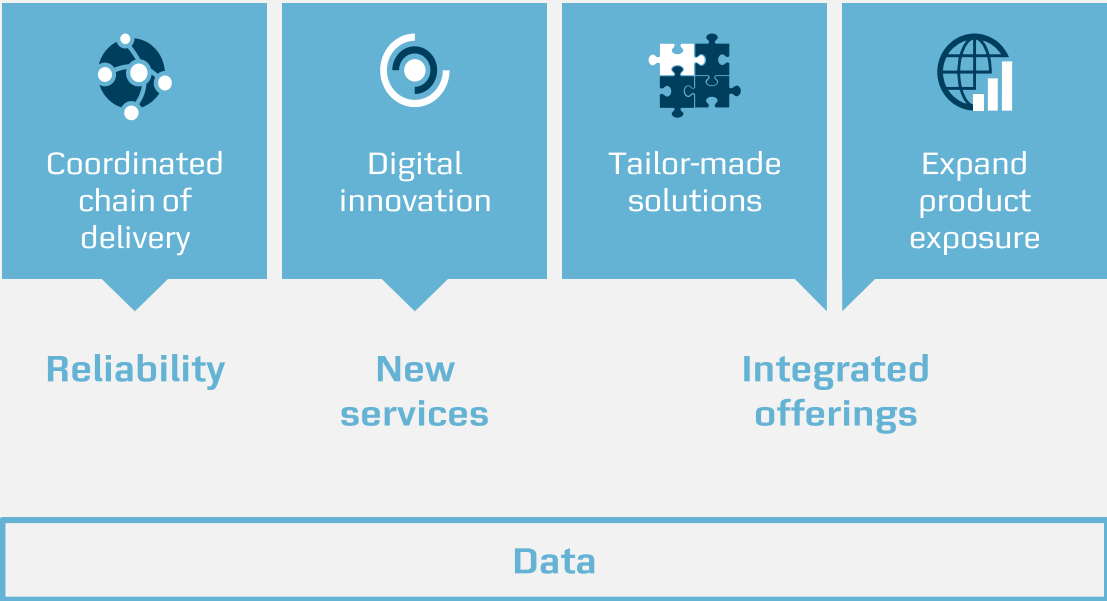 Coordinated
chain of
delivery
Digital
innovation
Tailor-made
solutions
Expand
product
exposure
Reliability
New
services
Integrated
offerings
Data